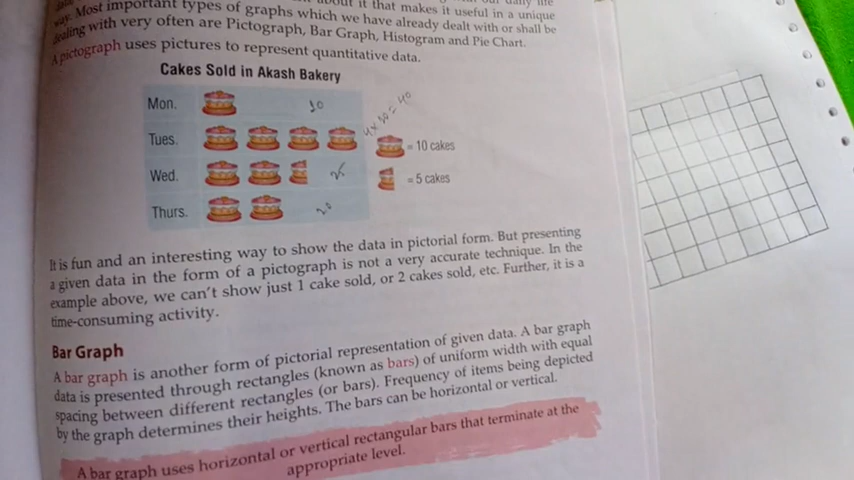 about it that makes it useful in a unique
way. Most important types of graphs which we have already dealt with or shall be
dealing with very often are Pictograph, Bar Graph, Histogram and Pie Chart.
A pictograph uses pictures to represent quantitative data.
Cakes Sold in Akash Bakery
Mon. 10
Tues. 4 x 10 = 40
= 10 cakes
Wed. 25
= 5 cakes
Thurs. 20
It is fun and an interesting way to show the data in pictorial form. But presenting
a given data in the form of a pictograph is not a very accurate technique. In the
example above, we can't show just 1 cake sold, or 2 cakes sold, etc. Further, it is a
time-consuming activity.
Bar Graph
A bar graph is another form of pictorial representation of given data. A bar graph
data is presented through rectangles (known as bars) of uniform width with equal
spacing between different rectangles (or bars). Frequency of items being depicted
by the graph determines their heights. The bars can be horizontal or vertical.
A bar graph uses horizontal or vertical rectangular bars that terminate at the
appropriate level.